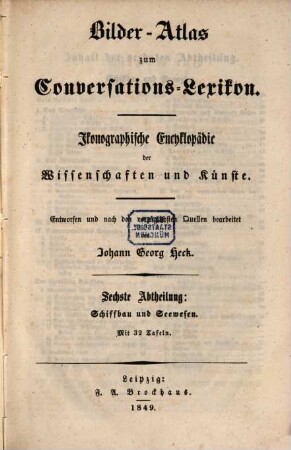 Bilder-Atlas
zum
Conversations-Lexikon.
Ikonographische Encyklopädie
der
Wissenschaften und Künste.
Entworfen und nach den vorzüglichsten Quellen bearbeitet
von
Johann Georg Heck.
Sechste Abtheilung:
Schiffbau und Seewesen.
Mit 32 Tafeln.
Leipzig:
F. A. Brockhaus.
1849.